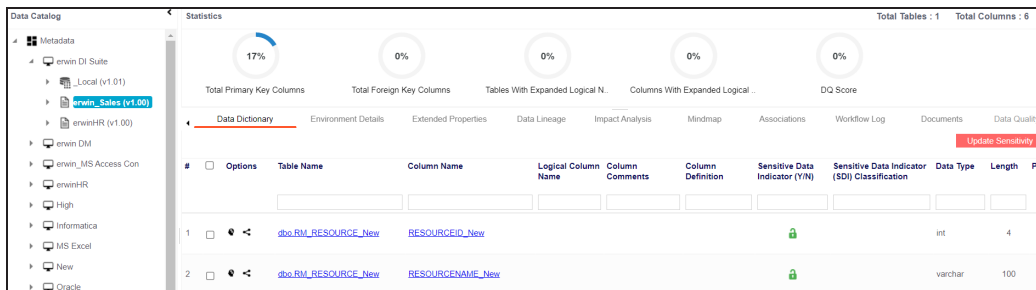 Data Catalog
Statistics
Total Tables : 1 Total Columns : 6
Metadata
erwin DI Suite
_Local (v1.01)
erwin_Sales (v1.00)
erwinHR (v1.00)
erwin DM
erwin_MS Access Con
erwinHR
High
Informatica
MS Excel
New
Oracle
17% 0% 0% 0% 0%
Total Primary Key Columns Total Foreign Key Columns Tables With Expanded Logical N.. Columns With Expanded Logical .. DQ Score
Data Dictionary Environment Details Extended Properties Data Lineage Impact Analysis Mindmap Associations Workflow Log Documents Data Qualit
Update Sensitivity
# Options Table Name Column Name Logical Column Name Column Comments Column Definition Sensitive Data Indicator (Y/N) Sensitive Data Indicator (SDI) Classification Data Type Length P
1 dbo.RM_RESOURCE_New RESOURCEID_New int 4
2 dbo.RM_RESOURCE_New RESOURCENAME_New varchar 100